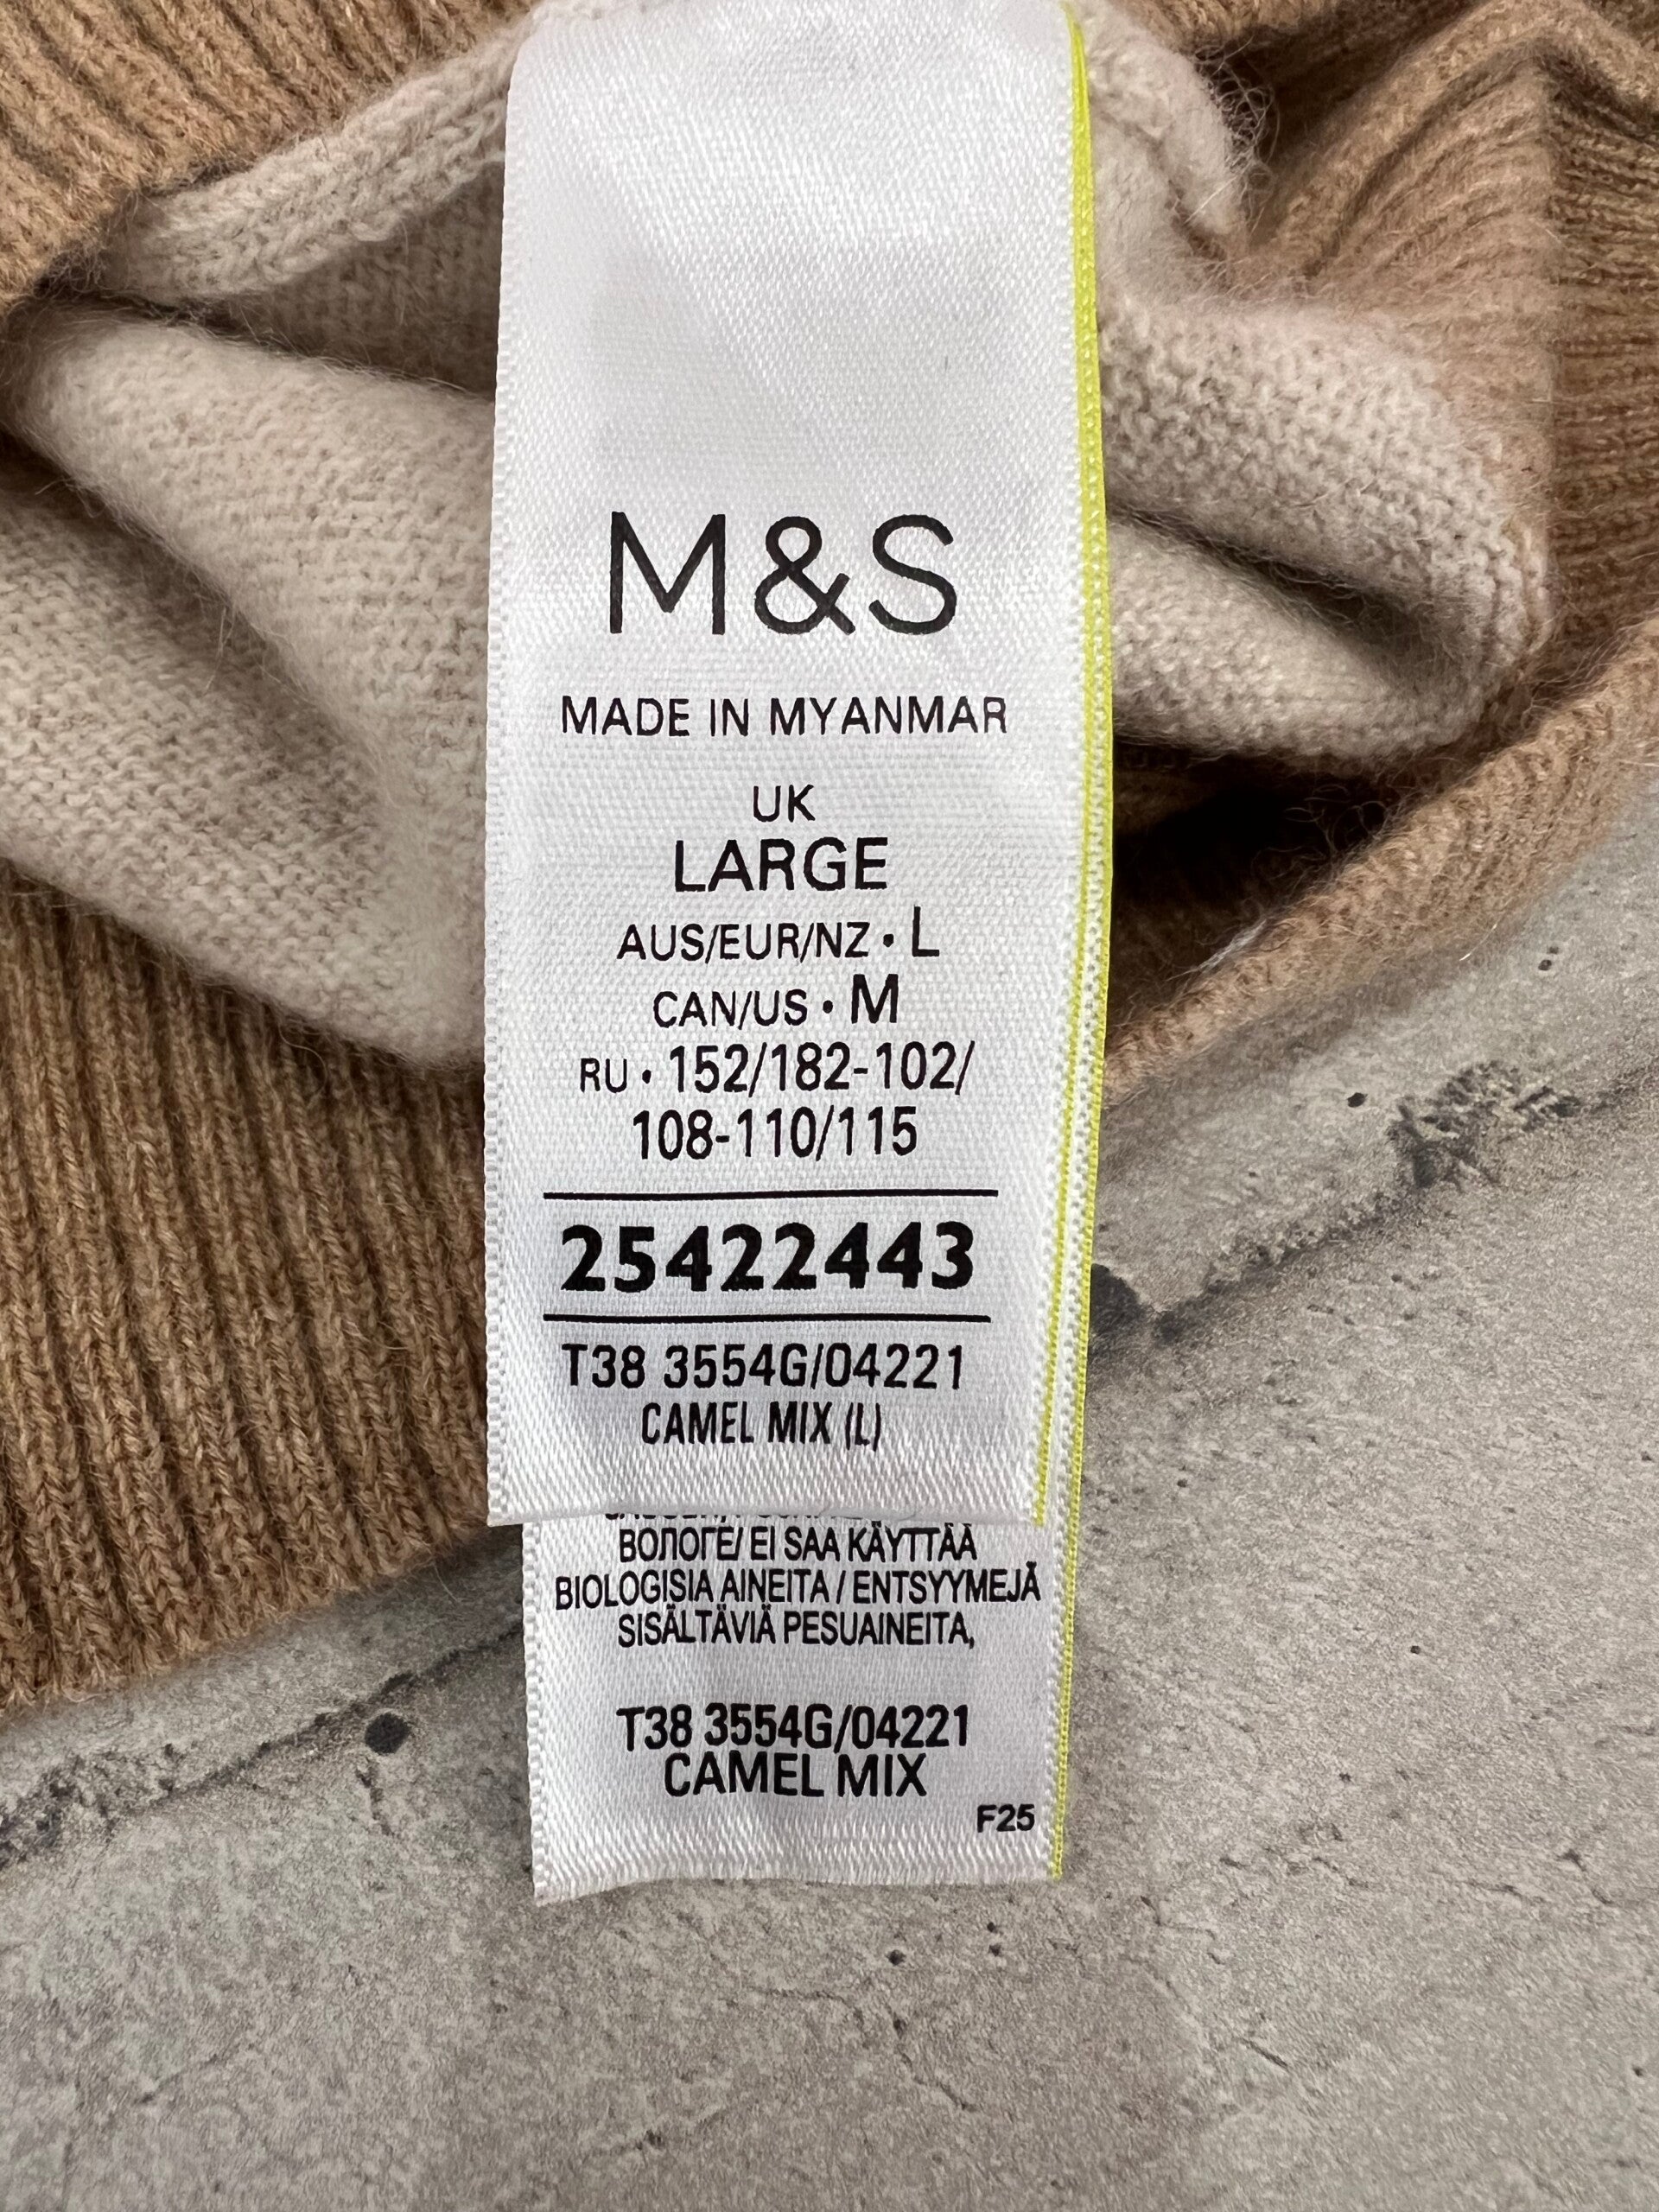 M&S
MADE IN MYANMAR
UK
LARGE
AUS/EUR/NZ • L
CAN/US • M
RU • 152/182-102/
108-110/115
25422443
T38 3554G/04221
CAMEL MIX (L)
ВОЛОГЕ/ EI SAA KÄYTTÄÄ
BIOLOGISIA AINEITA / ENTSYYMEJÄ
SISÄLTÄVIÄ PESUAINEITA,
T38 3554G/04221
CAMEL MIX
F25